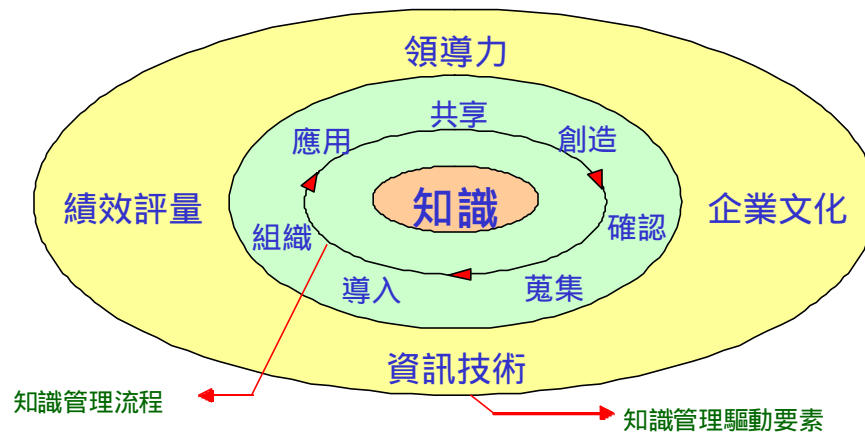 領導力
共享
應用
創造
績效評量
知識
企業文化
組織
確認
導入
蒐集
資訊技術
知識管理流程
知識管理驅動要素